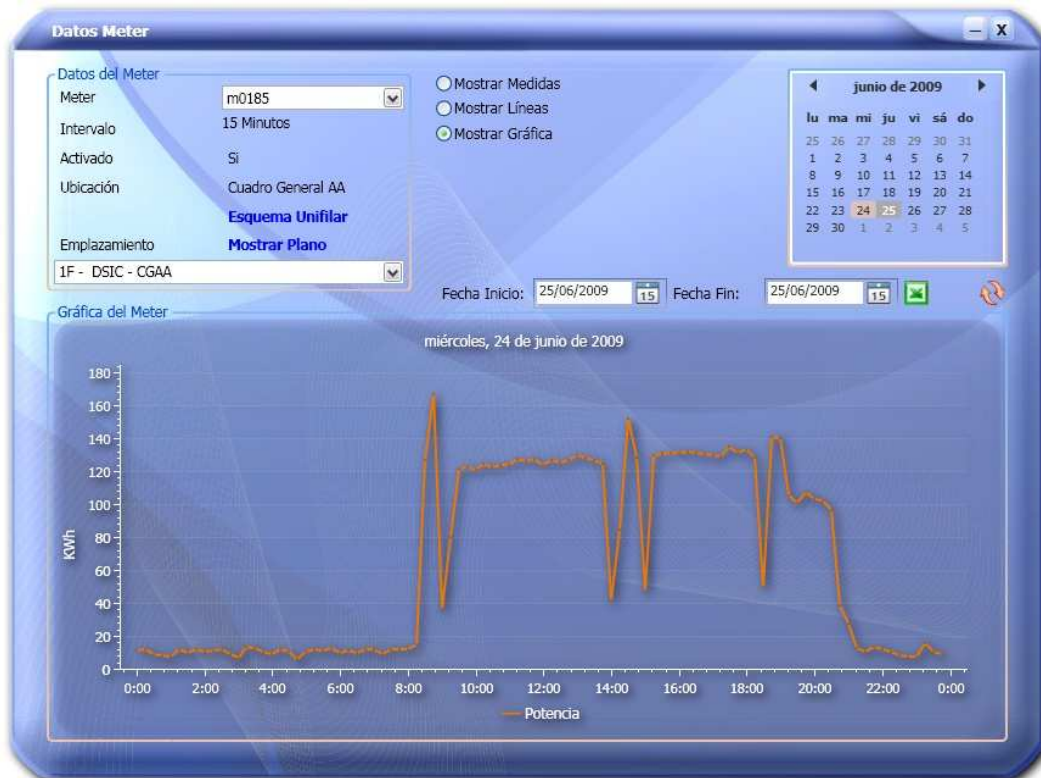 Datos Meter
— X
Datos del Meter
Meter m0185
Intervalo 15 Minutos
Activado Si
Ubicación Cuadro General AA
Esquema Unifilar
Emplazamiento Mostrar Plano
1F - DSIC - CGAA
Mostrar Medidas
Mostrar Líneas
Mostrar Gráfica
junio de 2009
lu ma mi ju vi sá do
25 26 27 28 29 30 31
1 2 3 4 5 6 7
8 9 10 11 12 13 14
15 16 17 18 19 20 21
22 23 24 25 26 27 28
29 30 1 2 3 4 5
Fecha Inicio: 25/06/2009 15 Fecha Fin: 25/06/2009 15
Gráfica del Meter
miércoles, 24 de junio de 2009
180
160
140
120
100
80
60
40
20
0
KWh
0:00 2:00 4:00 6:00 8:00 10:00 12:00 14:00 16:00 18:00 20:00 22:00 0:00
Potencia